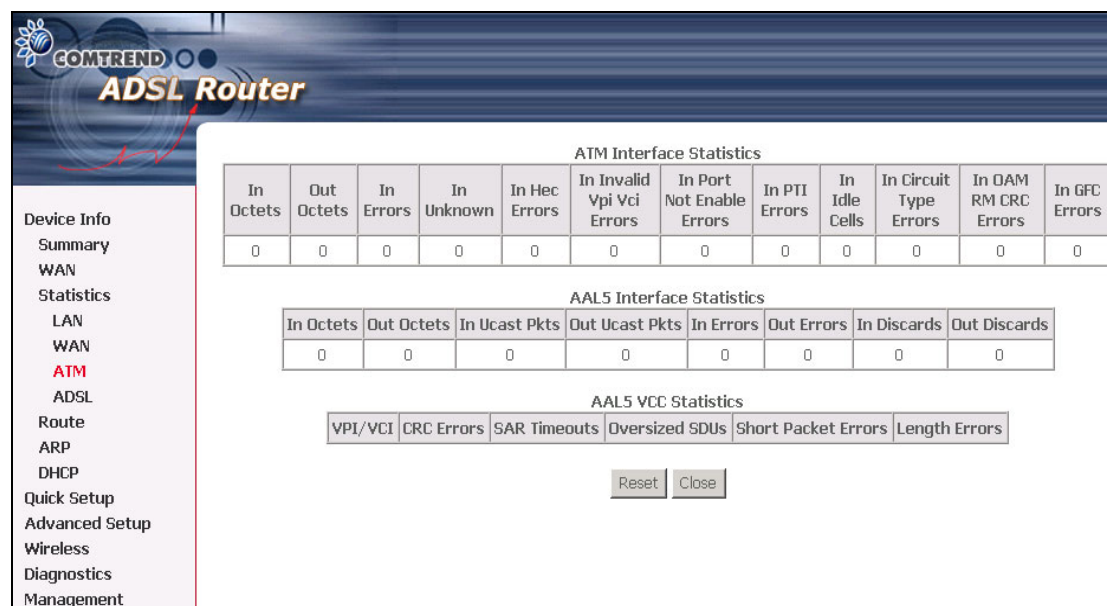 COMTREND
ADSL Router
Device Info
Summary
WAN
Statistics
LAN
WAN
ATM
ADSL
Route
ARP
DHCP
Quick Setup
Advanced Setup
Wireless
Diagnostics
Management
ATM Interface Statistics
In Octets Out Octets In Errors In Unknown In Hec Errors In Invalid Vpi Vci Errors In Port Not Enable Errors In PTI Errors In Idle Cells In Circuit Type Errors In OAM RM CRC Errors In GFC Errors
0 0 0 0 0 0 0 0 0 0 0 0
AAL5 Interface Statistics
In Octets Out Octets In Ucast Pkts Out Ucast Pkts In Errors Out Errors In Discards Out Discards
0 0 0 0 0 0 0 0
AAL5 VCC Statistics
VPI/VCI CRC Errors SAR Timeouts Oversized SDUs Short Packet Errors Length Errors
Reset Close